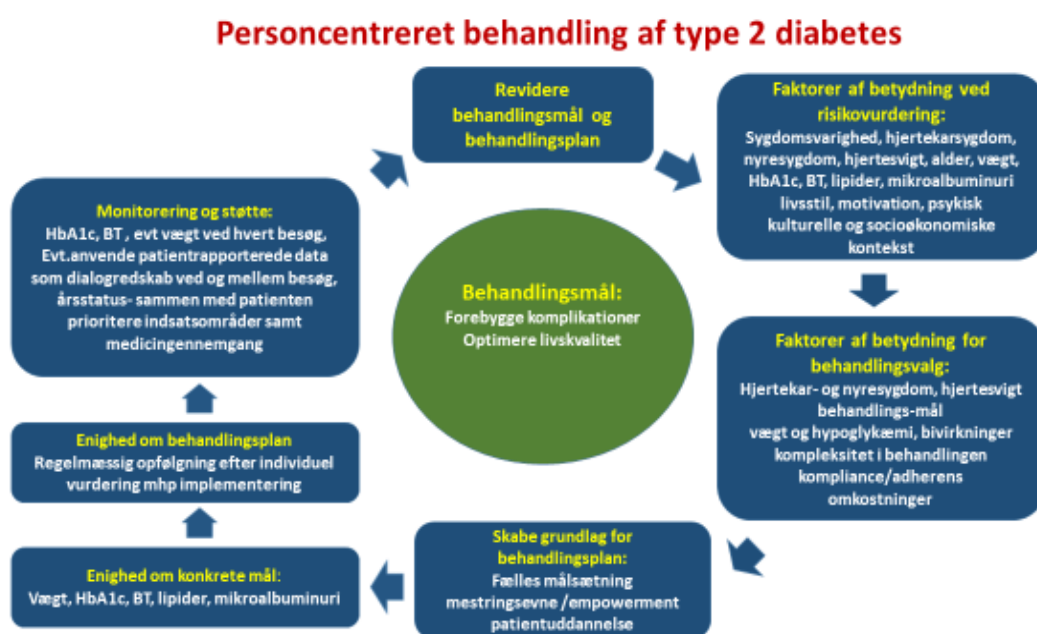 Personcentreret behandling af type 2 diabetes
Revidere
behandlingsmål og
behandlingsplan
Faktorer af betydning ved
risikovurdering:
Sygdomsvarighed, hjertekarsygdom,
nyresygdom, hjertesvigt, alder, vægt,
HbA1c, BT, lipider, mikroalbuminuri
livsstil, motivation, psykisk
kulturelle og socioøkonomiske
kontekst
Faktorer af betydning for
behandlingsvalg:
Hjertekar- og nyresygdom, hjertesvigt
behandlings-mål
vægt og hypoglykæmi, bivirkninger
kompleksitet i behandlingen
kompliance/adherens
omkostninger
Skabe grundlag for
behandlingsplan:
Fælles målsætning
mestringsevne /empowerment
patientuddannelse
Enighed om konkrete mål:
Vægt, HbA1c, BT, lipider, mikroalbuminuri
Enighed om behandlingsplan
Regelmæssig opfølgning efter individuel
vurdering mhp implementering
Monitorering og støtte:
HbA1c, BT , evt vægt ved hvert besøg,
Evt.anvende patientrapporterede data
som dialogredskab ved og mellem besøg,
årsstatus- sammen med patienten
prioritere indsatsområder samt
medicingennemgang
Behandlingsmål:
Forebygge komplikationer
Optimere livskvalitet